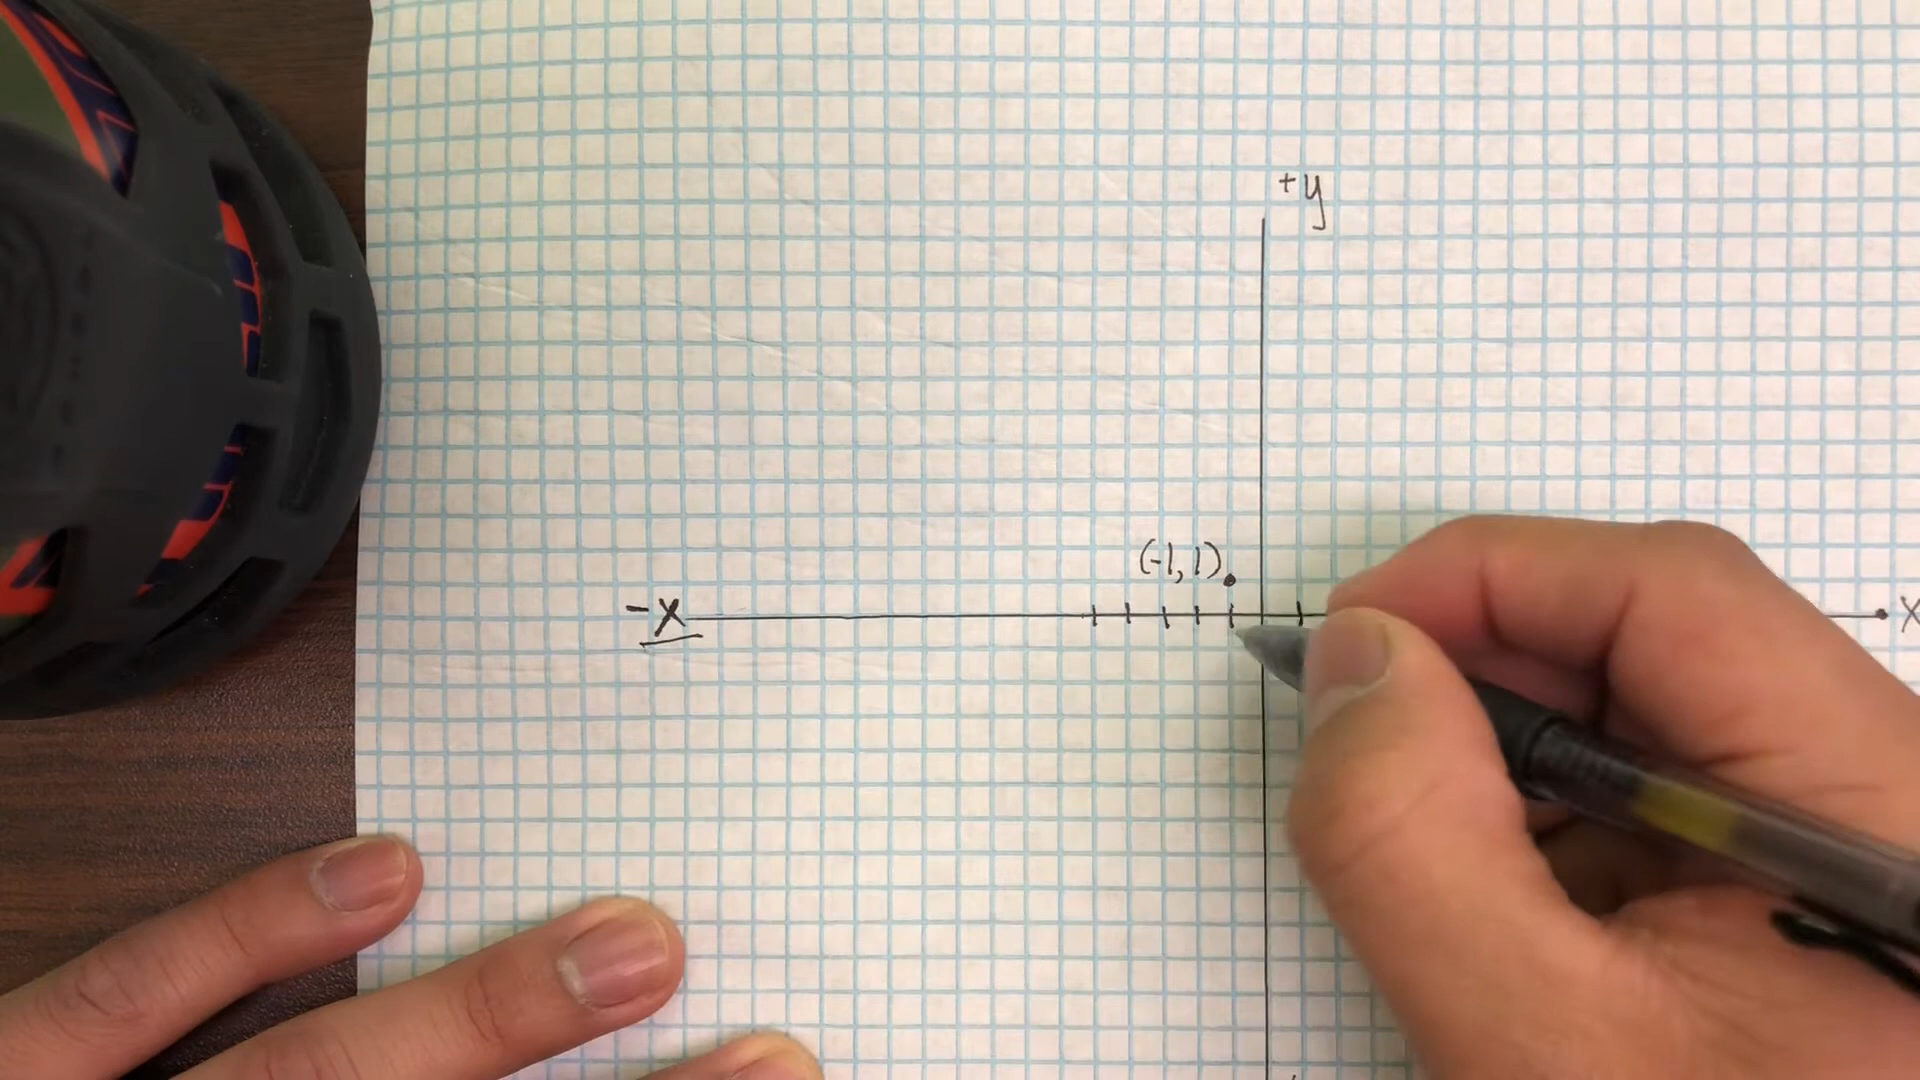 +y
(-1, 1)
-x
x